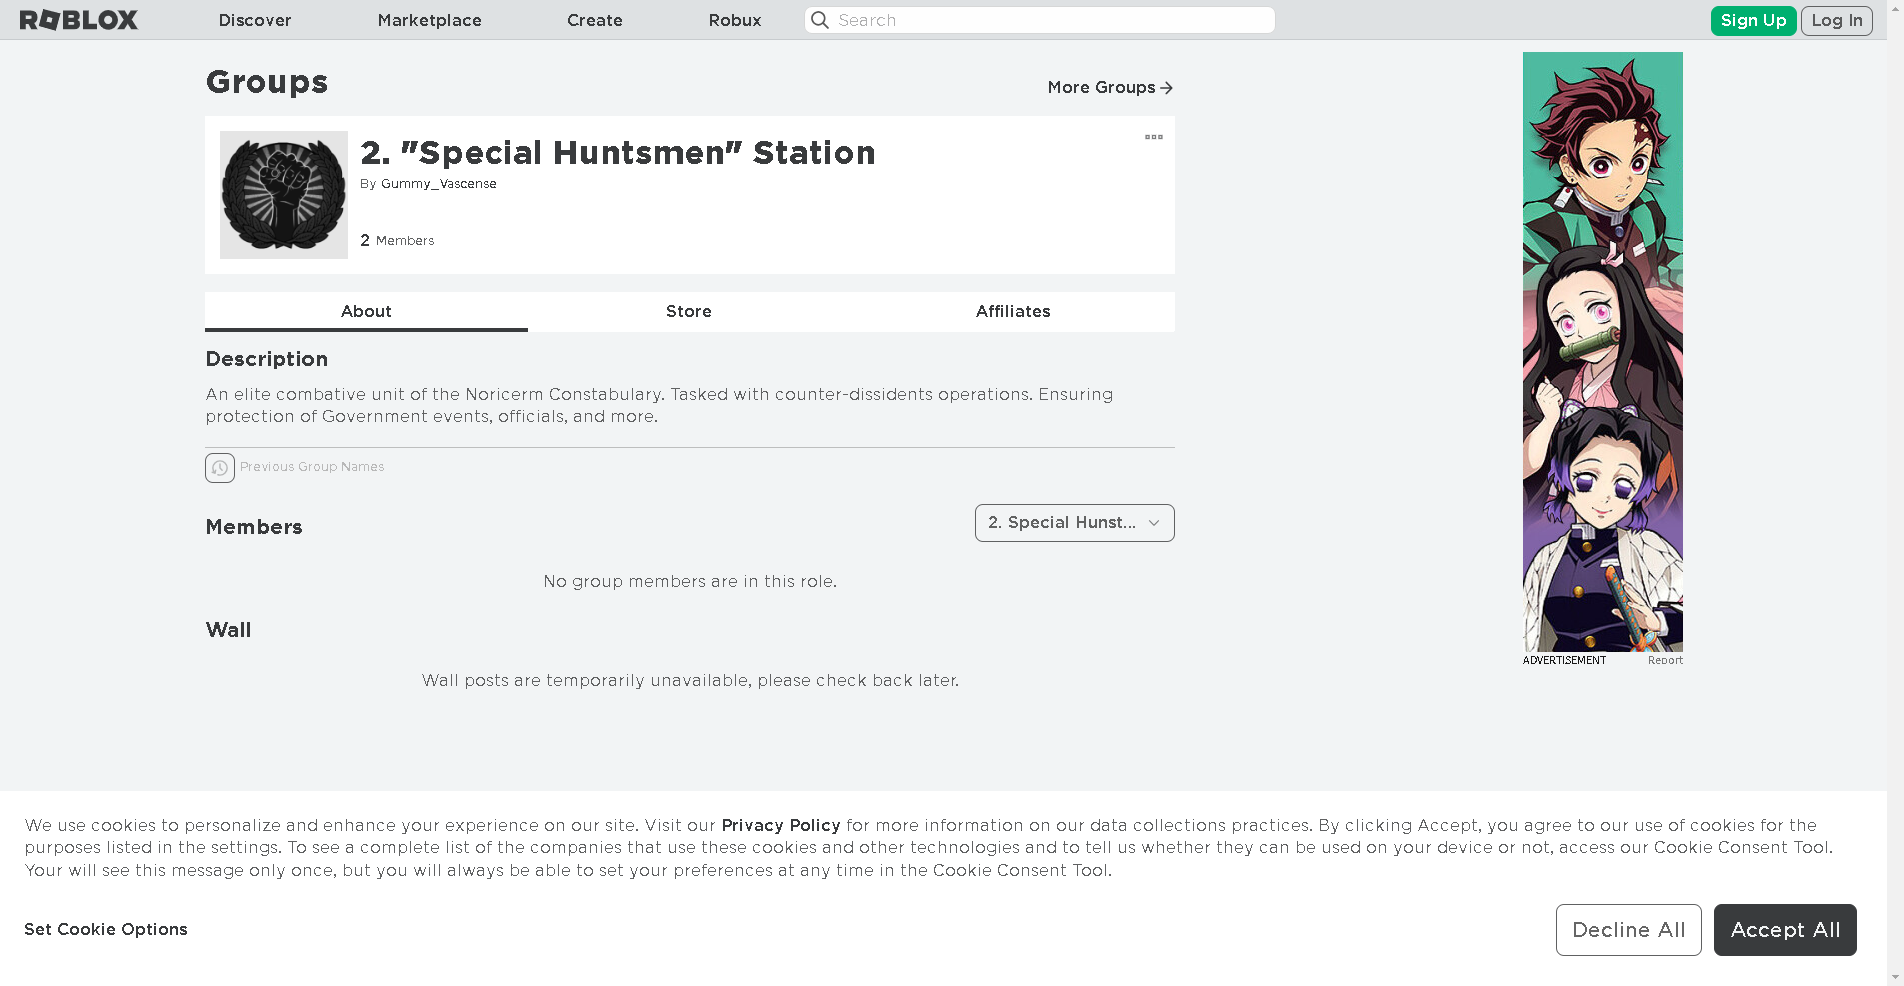 ROBLOX Discover Marketplace Create Robux Search Sign Up Log In
Groups
More Groups
2. "Special Huntsmen" Station
By Gummy_Vascense
2 Members
About Store Affiliates
Description
An elite combative unit of the Noricerm Constabulary. Tasked with counter-dissidents operations. Ensuring
protection of Government events, officials, and more.
Previous Group Names
Members
2. Special Hunst...
No group members are in this role.
Wall
Wall posts are temporarily unavailable, please check back later.
ADVERTISEMENT Report
We use cookies to personalize and enhance your experience on our site. Visit our Privacy Policy for more information on our data collections practices. By clicking Accept, you agree to our use of cookies for the
purposes listed in the settings. To see a complete list of the companies that use these cookies and other technologies and to tell us whether they can be used on your device or not, access our Cookie Consent Tool.
Your will see this message only once, but you will always be able to set your preferences at any time in the Cookie Consent Tool.
Set Cookie Options
Decline All
Accept All